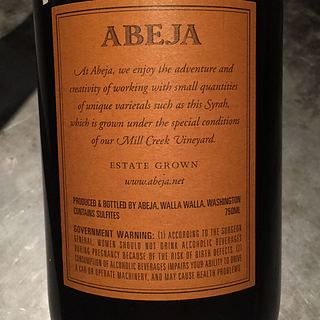 ABEJA
At Abeja, we enjoy the adventure and
creativity of working with small quantities
of unique varietals such as this Syrah,
which is grown under the special conditions
of our Mill Creek Vineyard.
ESTATE GROWN
www.abeja.net
PRODUCED & BOTTLED BY ABEJA, WALLA WALLA, WASHINGTON
CONTAINS SULFITES 750ML
GOVERNMENT WARNING: (1) ACCORDING TO THE SURGEON
GENERAL, WOMEN SHOULD NOT DRINK ALCOHOLIC BEVERAGES
DURING PREGNANCY BECAUSE OF THE RISK OF BIRTH DEFECTS. (2)
CONSUMPTION OF ALCOHOLIC BEVERAGES IMPAIRS YOUR ABILITY TO DRIVE
A CAR OR OPERATE MACHINERY, AND MAY CAUSE HEALTH PROBLEMS.